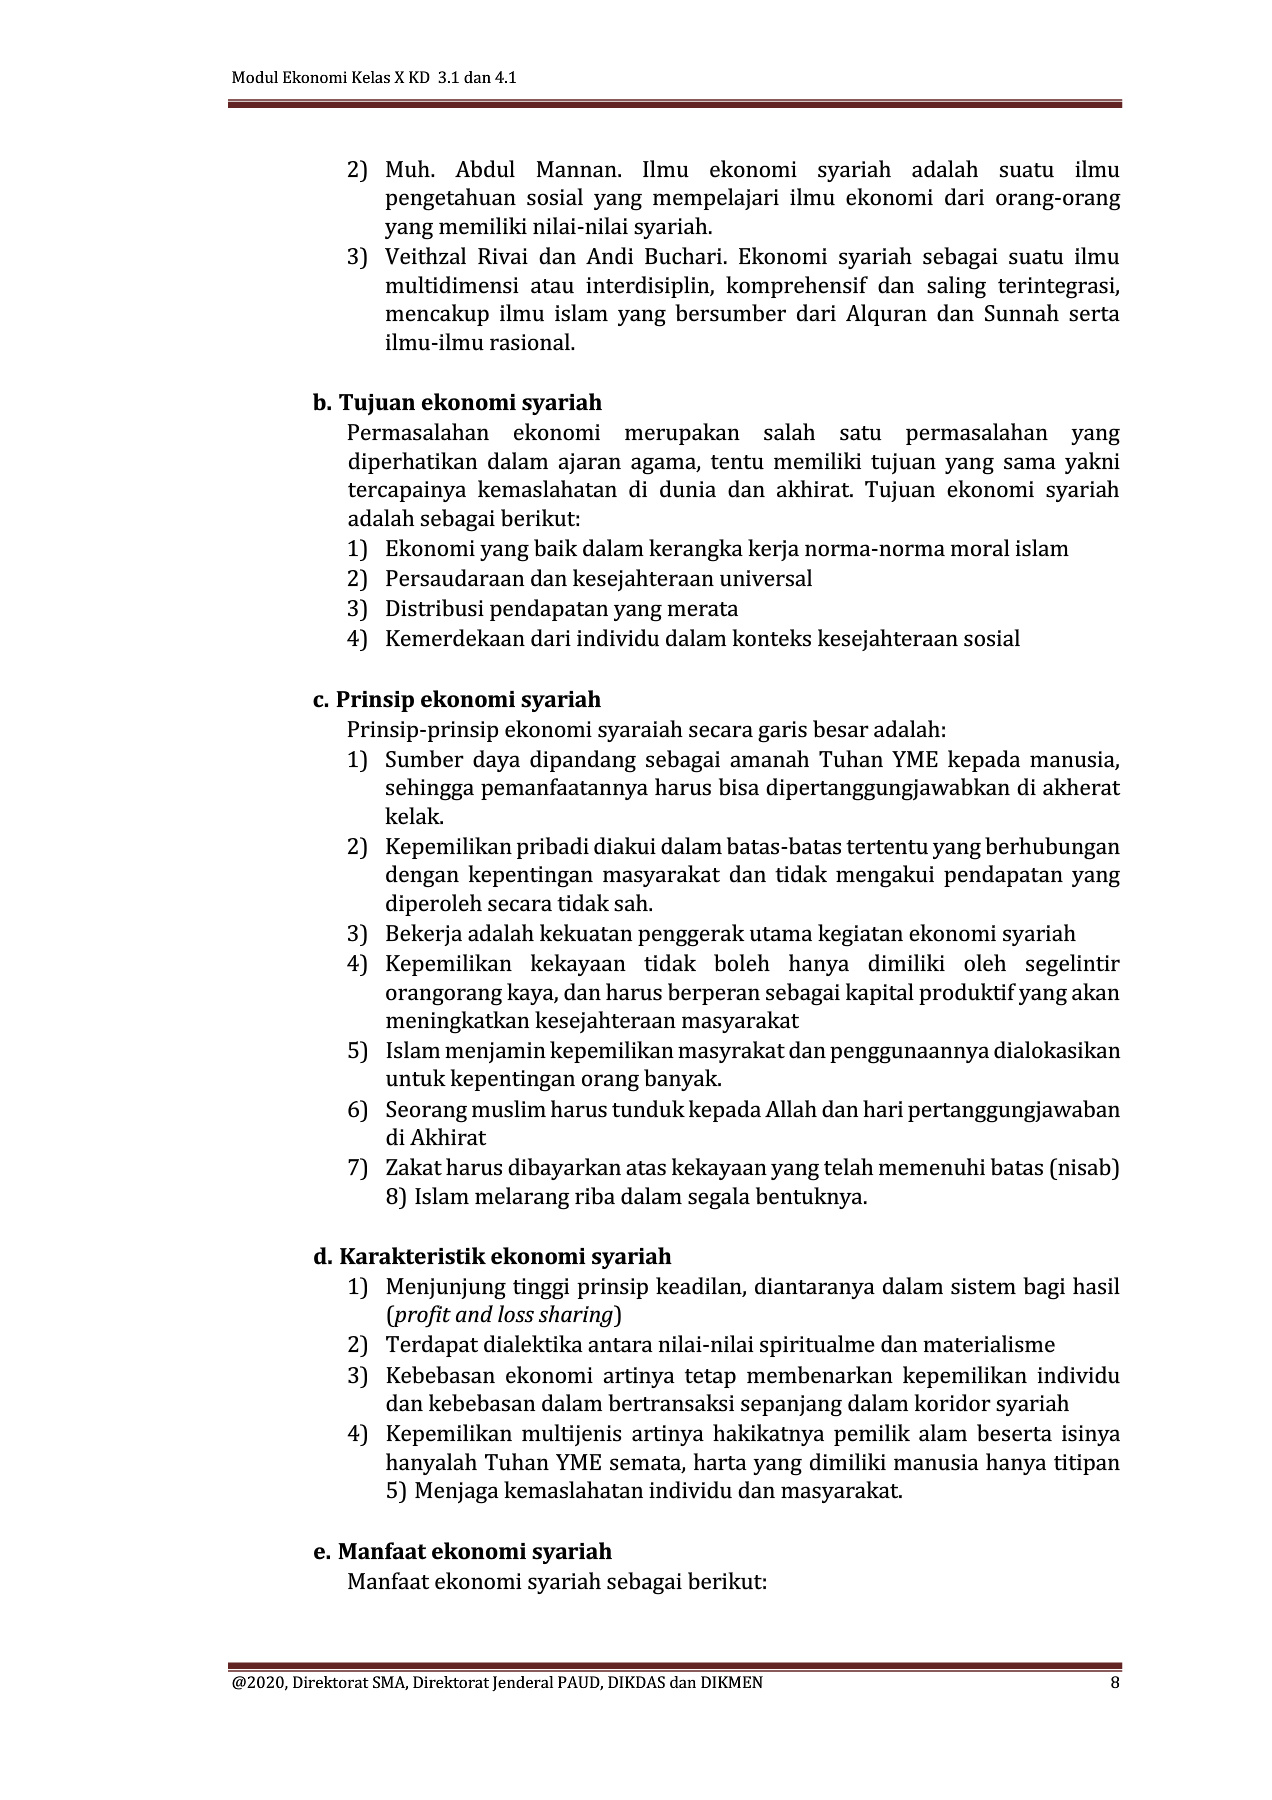 Modul Ekonomi Kelas X KD  3.1 dan 4.1
2) Muh. Abdul Mannan. Ilmu ekonomi syariah adalah suatu ilmu
pengetahuan sosial yang mempelajari ilmu ekonomi dari orang-orang
yang memiliki nilai-nilai syariah.
3) Veithzal Rivai dan Andi Buchari. Ekonomi syariah sebagai suatu ilmu
multidimensi atau interdisiplin, komprehensif dan saling terintegrasi,
mencakup ilmu islam yang bersumber dari Alquran dan Sunnah serta
ilmu-ilmu rasional.
b. Tujuan ekonomi syariah
Permasalahan ekonomi merupakan salah satu permasalahan yang
diperhatikan dalam ajaran agama, tentu memiliki tujuan yang sama yakni
tercapainya kemaslahatan di dunia dan akhirat. Tujuan ekonomi syariah
adalah sebagai berikut:
1) Ekonomi yang baik dalam kerangka kerja norma-norma moral islam
2) Persaudaraan dan kesejahteraan universal
3) Distribusi pendapatan yang merata
4) Kemerdekaan dari individu dalam konteks kesejahteraan sosial
c. Prinsip ekonomi syariah
Prinsip-prinsip ekonomi syaraiah secara garis besar adalah:
1) Sumber daya dipandang sebagai amanah Tuhan YME kepada manusia,
sehingga pemanfaatannya harus bisa dipertanggungjawabkan di akherat
kelak.
2) Kepemilikan pribadi diakui dalam batas-batas tertentu yang berhubungan
dengan kepentingan masyarakat dan tidak mengakui pendapatan yang
diperoleh secara tidak sah.
3) Bekerja adalah kekuatan penggerak utama kegiatan ekonomi syariah
4) Kepemilikan kekayaan tidak boleh hanya dimiliki oleh segelintir
orangorang kaya, dan harus berperan sebagai kapital produktif yang akan
meningkatkan kesejahteraan masyarakat
5) Islam menjamin kepemilikan masyrakat dan penggunaannya dialokasikan
untuk kepentingan orang banyak.
6) Seorang muslim harus tunduk kepada Allah dan hari pertanggungjawaban
di Akhirat
7) Zakat harus dibayarkan atas kekayaan yang telah memenuhi batas (nisab)
8) Islam melarang riba dalam segala bentuknya.
d. Karakteristik ekonomi syariah
1) Menjunjung tinggi prinsip keadilan, diantaranya dalam sistem bagi hasil
(profit and loss sharing)
2) Terdapat dialektika antara nilai-nilai spiritualme dan materialisme
3) Kebebasan ekonomi artinya tetap membenarkan kepemilikan individu
dan kebebasan dalam bertransaksi sepanjang dalam koridor syariah
4) Kepemilikan multijenis artinya hakikatnya pemilik alam beserta isinya
hanyalah Tuhan YME semata, harta yang dimiliki manusia hanya titipan
5) Menjaga kemaslahatan individu dan masyarakat.
e. Manfaat ekonomi syariah
Manfaat ekonomi syariah sebagai berikut:
@2020, Direktorat SMA, Direktorat Jenderal PAUD, DIKDAS dan DIKMEN 8